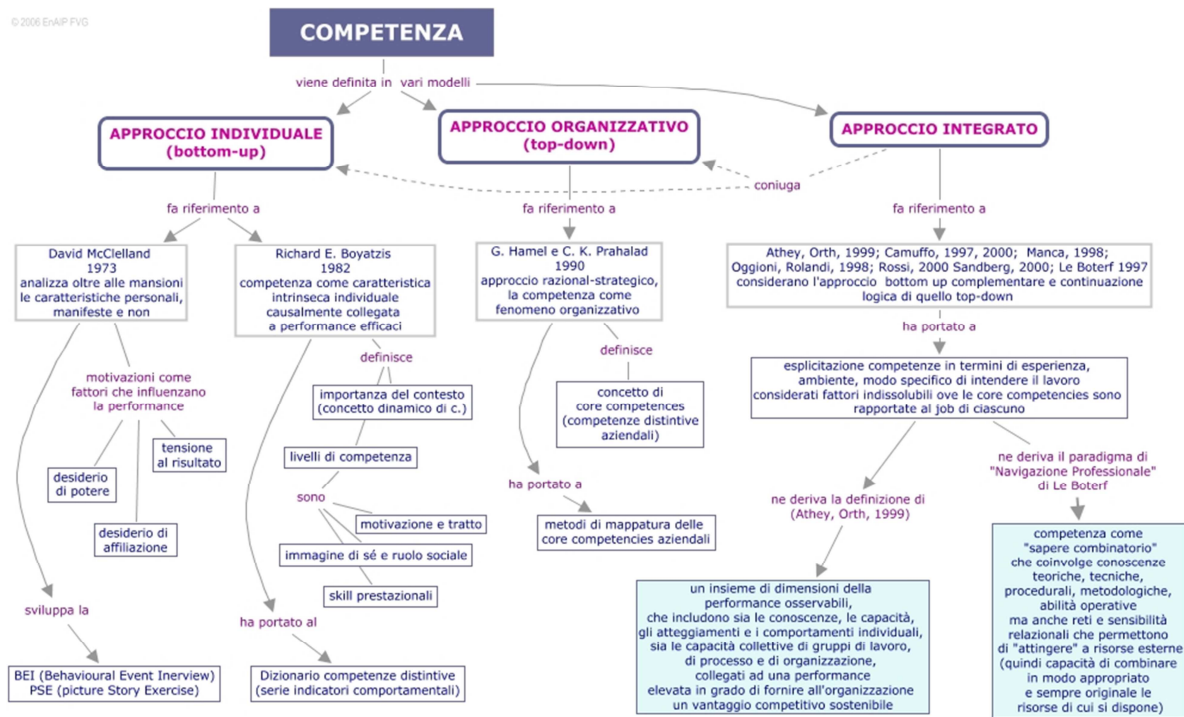 © 2006 EnAIP FVG
COMPETENZA
viene definita in vari modelli
APPROCCIO INDIVIDUALE
(bottom-up)
APPROCCIO ORGANIZZATIVO
(top-down)
APPROCCIO INTEGRATO
coniuga
fa riferimento a
fa riferimento a
fa riferimento a
David McClelland
1973
analizza oltre alle mansioni
le caratteristiche personali,
manifeste e non
Richard E. Boyatzis
1982
competenza come caratteristica
intrinseca individuale
causalmente collegata
a performance efficaci
G. Hamel e C. K. Prahalad
1990
approccio razional-strategico,
la competenza come
fenomeno organizzativo
Athey, Orth, 1999; Camuffo, 1997, 2000; Manca, 1998;
Oggioni, Rolandi, 1998; Rossi, 2000 Sandberg, 2000; Le Boterf 1997
considerano l'approccio bottom up complementare e continuazione
logica di quello top-down
motivazioni come
fattori che influenzano
la performance
desiderio
di potere
tensione
al risultato
desiderio di
affiliazione
sviluppa la
BEI (Behavioural Event Inerview)
PSE (picture Story Exercise)
definisce
importanza del contesto
(concetto dinamico di c.)
livelli di competenza
sono
motivazione e tratto
immagine di sé e ruolo sociale
skill prestazionali
ha portato al
Dizionario competenze distintive
(serie indicatori comportamentali)
definisce
concetto di
core competences
(competenze distintive
aziendali)
ha portato a
metodi di mappatura delle
core competencies aziendali
ha portato a
esplicitazione competenze in termini di esperienza,
ambiente, modo specifico di intendere il lavoro
considerati fattori indissolubili ove le core competencies sono
rapportate al job di ciascuno
ne deriva la definizione di
(Athey, Orth, 1999)
un insieme di dimensioni della
performance osservabili,
che includono sia le conoscenze, le capacità,
gli atteggiamenti e i comportamenti individuali,
sia le capacità collettive di gruppi di lavoro,
di processo e di organizzazione,
collegati ad una performance
elevata in grado di fornire all'organizzazione
un vantaggio competitivo sostenibile
ne deriva il paradigma di
"Navigazione Professionale"
di Le Boterf
competenza come
"sapere combinatorio"
che coinvolge conoscenze
teoriche, tecniche,
procedurali, metodologiche,
abilità operative
ma anche reti e sensibilità
relazionali che permettono
di "attingere" a risorse esterne
(quindi capacità di combinare
in modo appropriato
e sempre originale le
risorse di cui si dispone)